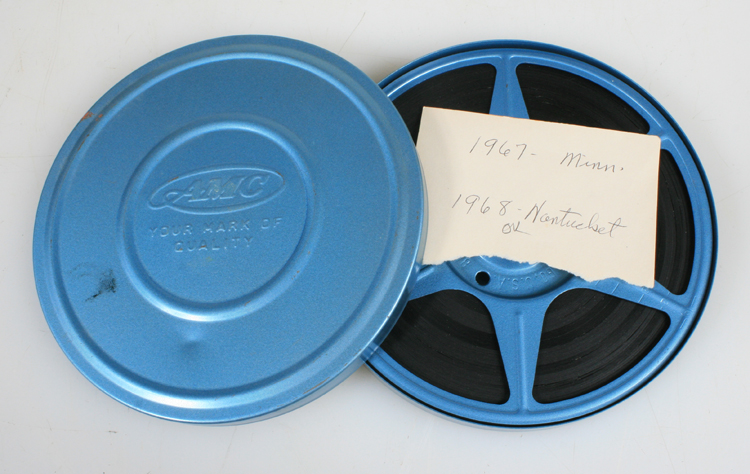 AMC
YOUR MARK OF
QUALITY
1967- Minn.
1968-Nantucket
OK